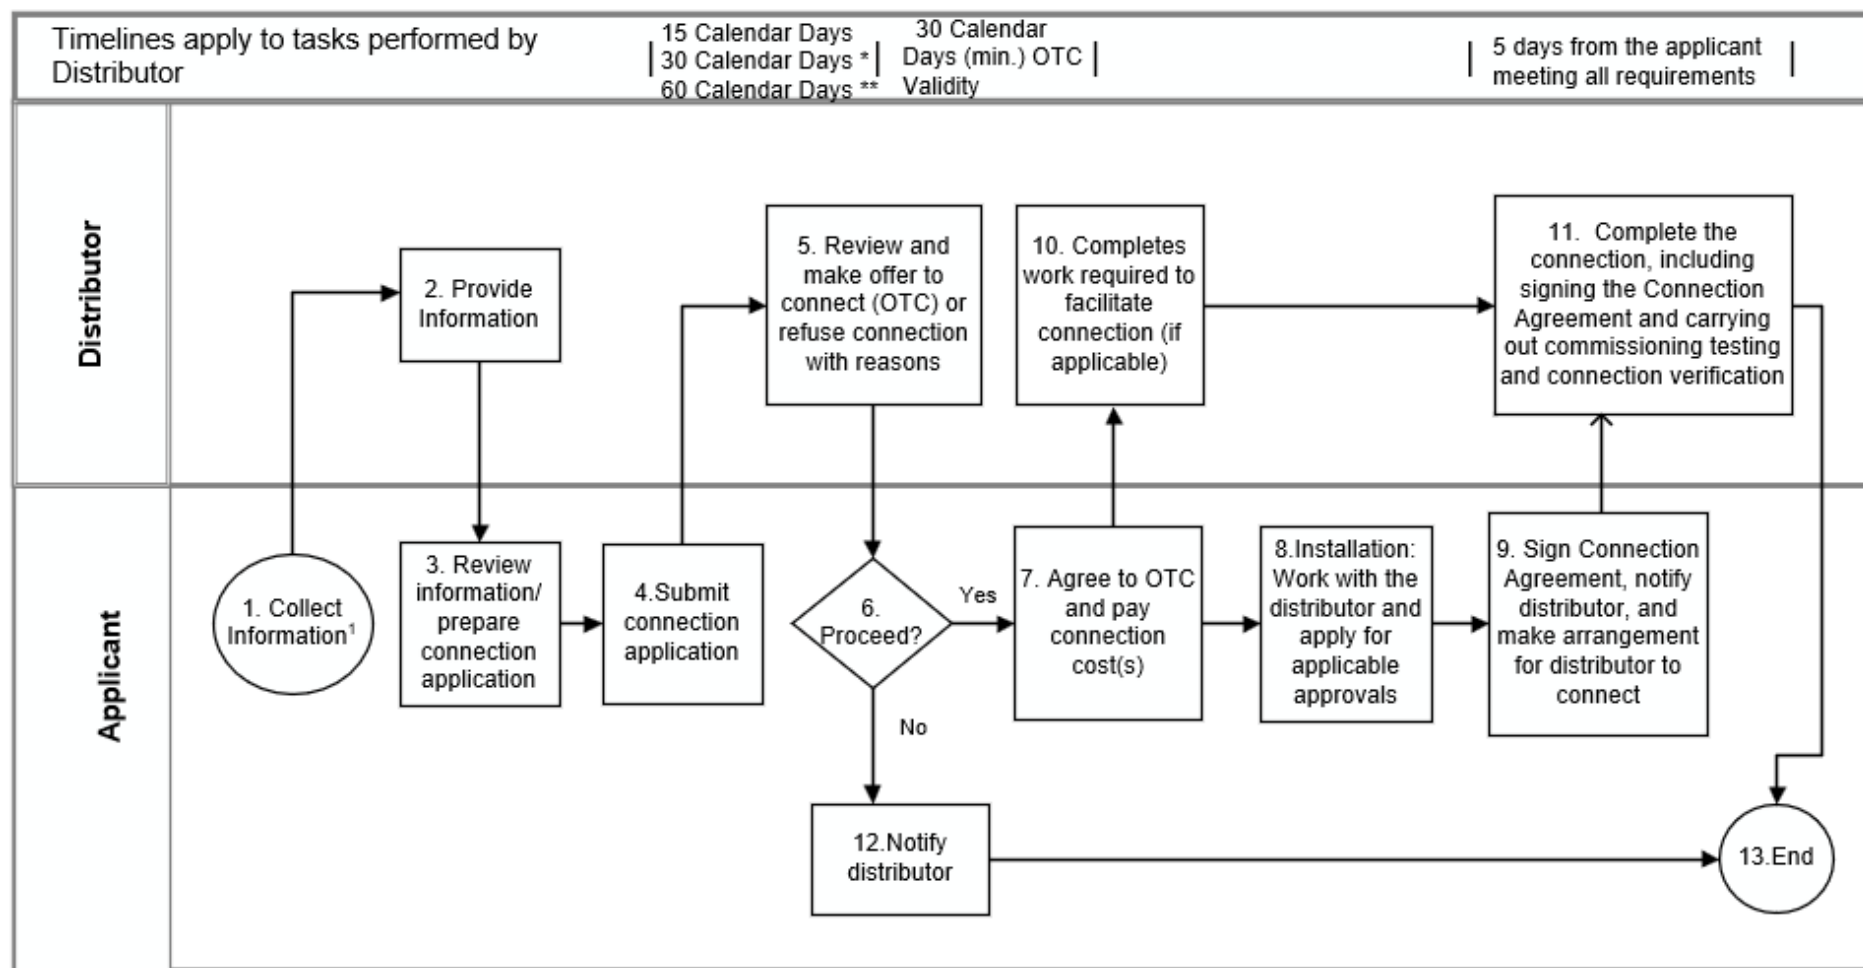 Timelines apply to tasks performed by
Distributor
15 Calendar Days
30 Calendar Days *
60 Calendar Days **
30 Calendar
Days (min.) OTC
Validity
5 days from the applicant
meeting all requirements
Distributor
2. Provide
Information
5. Review and
make offer to
connect (OTC) or
refuse connection
with reasons
10. Completes
work required to
facilitate
connection (if
applicable)
11. Complete the
connection, including
signing the Connection
Agreement and carrying
out commissioning testing
and connection verification
Applicant
1. Collect
Information¹
3. Review
information/
prepare
connection
application
4.Submit
connection
application
6.
Proceed?
Yes
No
7. Agree to OTC
and pay
connection
cost(s)
8.Installation:
Work with the
distributor and
apply for
applicable
approvals
9. Sign Connection
Agreement, notify
distributor, and
make arrangement
for distributor to
connect
12.Notify
distributor
13.End